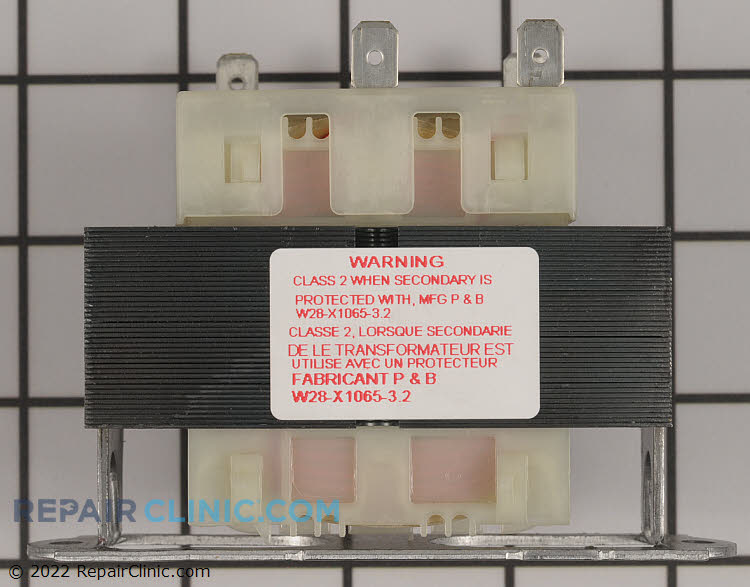 WARNING
CLASS 2 WHEN SECONDARY IS
PROTECTED WITH, MFG P & B
W28-X1065-3.2
CLASSE 2, LORSQUE SECONDARIE
DE LE TRANSFORMATEUR EST
UTILISE AVEC UN PROTECTEUR
FABRICANT P & B
W28-X1065-3.2
REPAIRCLINIC.COM
© 2022 RepairClinic.com